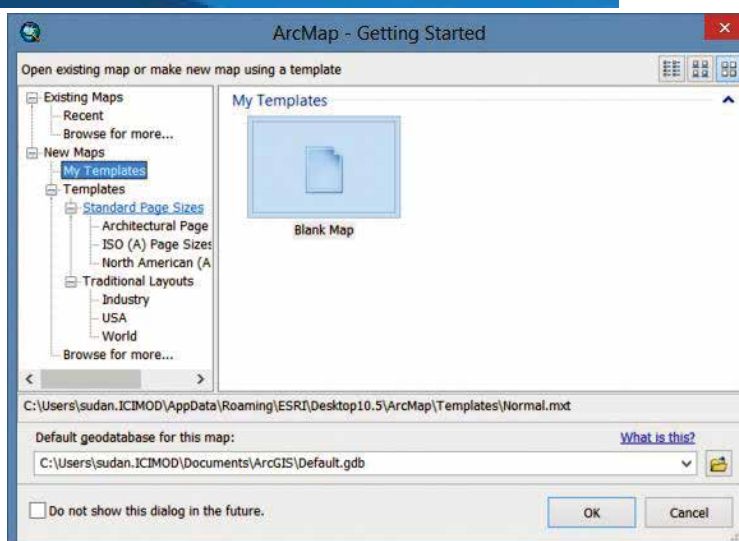 ArcMap - Getting Started
Open existing map or make new map using a template
Existing Maps
Recent
Browse for more...
New Maps
My Templates
Templates
Standard Page Sizes
Architectural Page
ISO (A) Page Sizes
North American (A
Traditional Layouts
Industry
USA
World
Browse for more...
My Templates
Blank Map
C:\Users\sudan.ICIMOD\AppData\Roaming\ESRI\Desktop10.5\ArcMap\Templates\Normal.mxt
Default geodatabase for this map:
What is this?
C:\Users\sudan.ICIMOD\Documents\ArcGIS\Default.gdb
Do not show this dialog in the future.
OK
Cancel